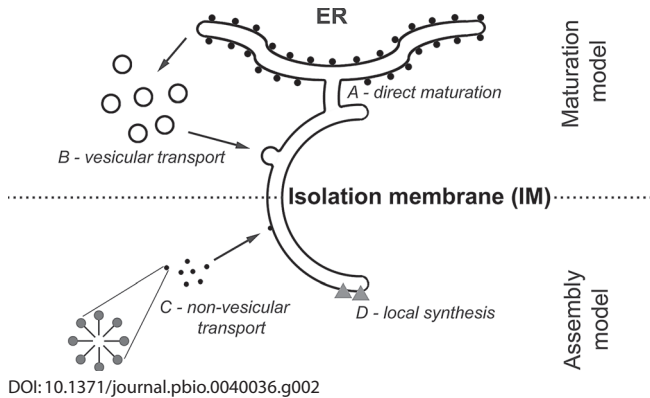 ER
Maturation
model
A - direct maturation
B - vesicular transport
Isolation membrane (IM)
C - non-vesicular
transport
D - local synthesis
Assembly
model
DOI: 10.1371/journal.pbio.0040036.g002